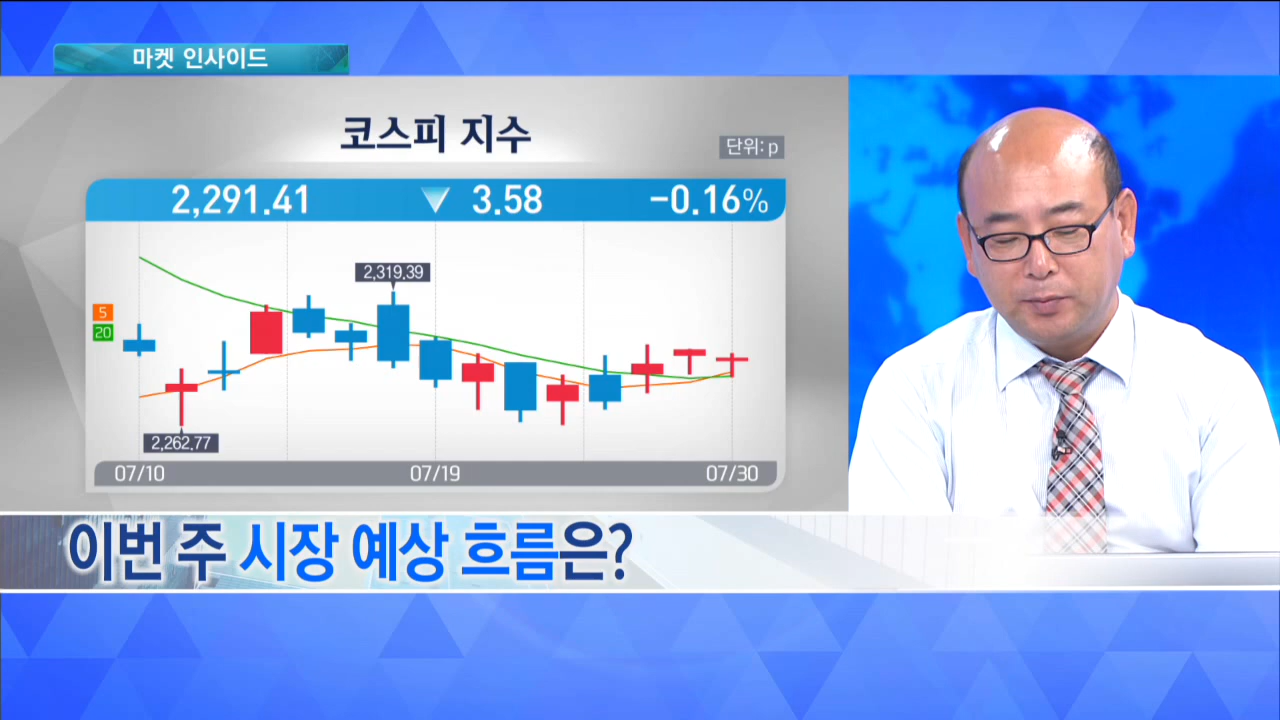 마켓 인사이드
코스피 지수
단위: p
2,291.41 ▼ 3.58 -0.16%
2,319.39
5
20
2,262.77
07/10 07/19 07/30
이번 주 시장 예상 흐름은?